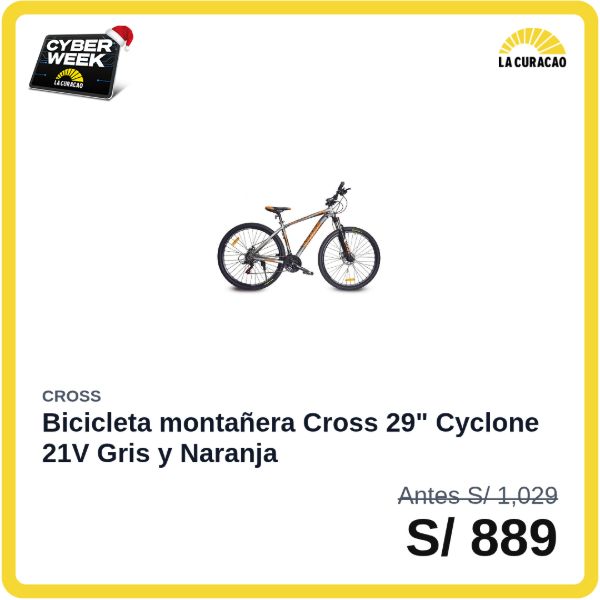 CYBER
WEEK
LA CURACAO
LA CURACAO
CROSS
Bicicleta montañera Cross 29" Cyclone
21V Gris y Naranja
Antes S/ 1,029
S/ 889